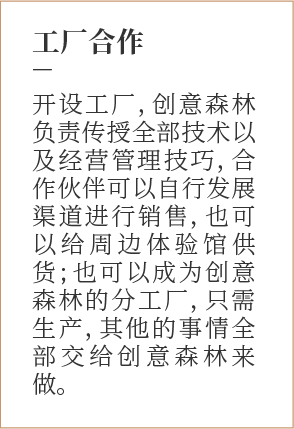 工厂合作
—
开设工厂，创意森林
负责传授全部技术以
及经营管理技巧，合
作伙伴可以自行发展
渠道进行销售，也可
以给周边体验馆供
货；也可以成为创意
森林的分工厂，只需
生产，其他的事情全
部交给创意森林来
做。